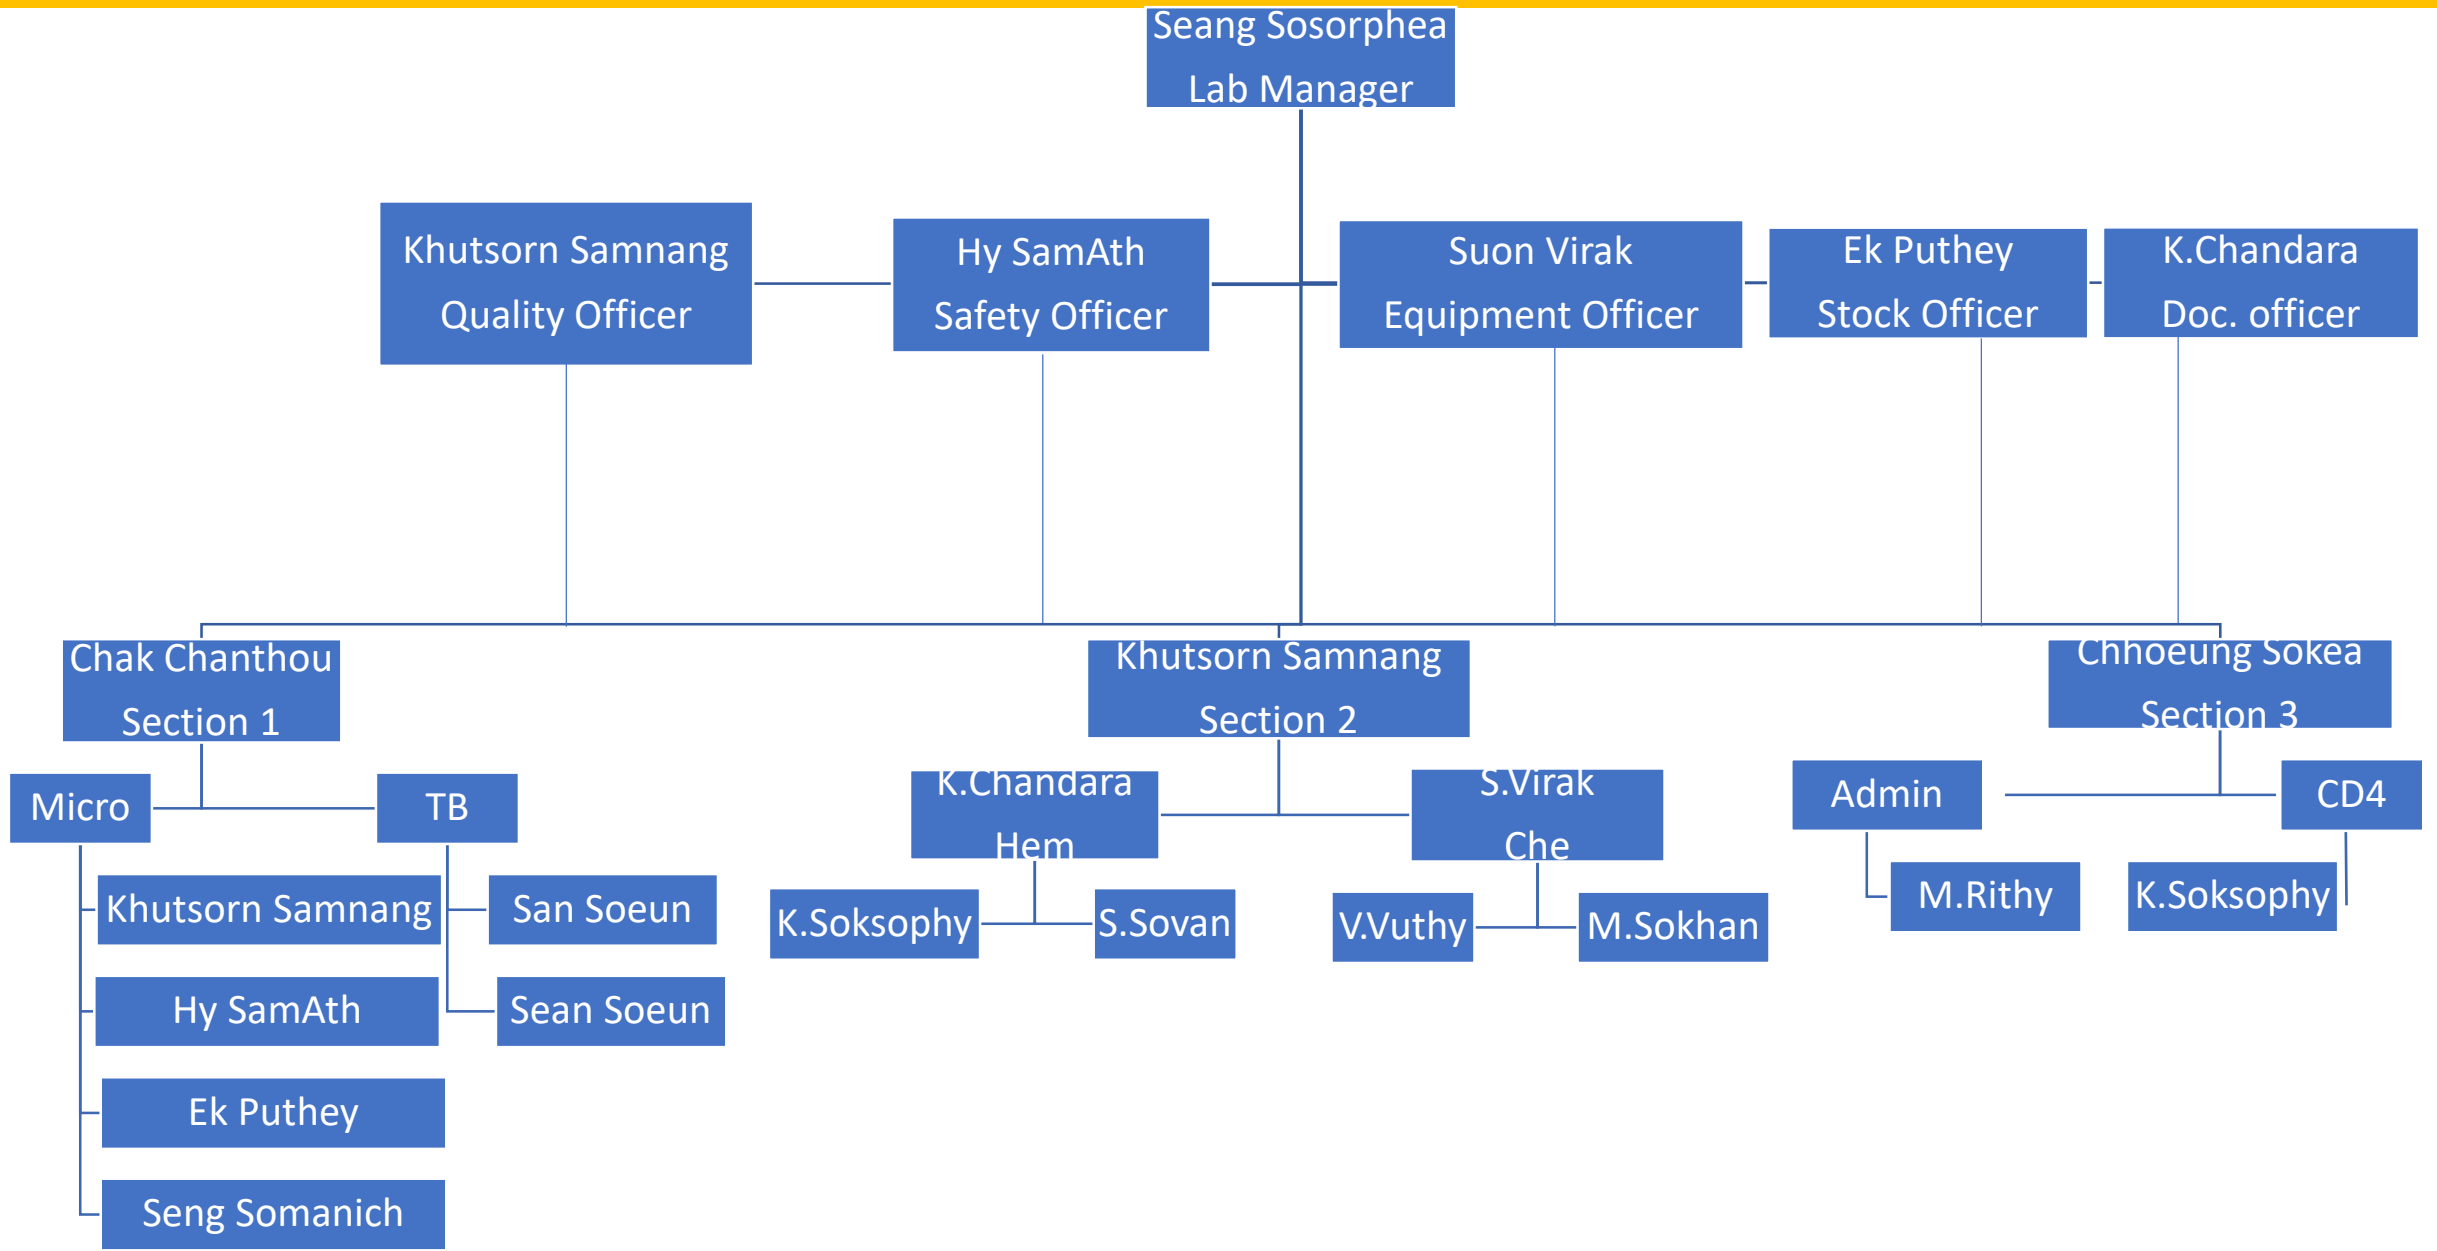 Seang Sosorphea
Lab Manager
Khutsorn Samnang
Quality Officer
Hy SamAth
Safety Officer
Suon Virak
Equipment Officer
Ek Puthey
Stock Officer
K.Chandara
Doc. officer
Chak Chanthou
Section 1
Khutsorn Samnang
Section 2
Chhoeung Sokea
Section 3
Micro
TB
Khutsorn Samnang
Hy SamAth
Ek Puthey
Seng Somanich
San Soeun
Sean Soeun
K.Chandara
Hem
S.Virak
Che
K.Soksophy
S.Sovan
V.Vuthy
M.Sokhan
Admin
CD4
M.Rithy
K.Soksophy